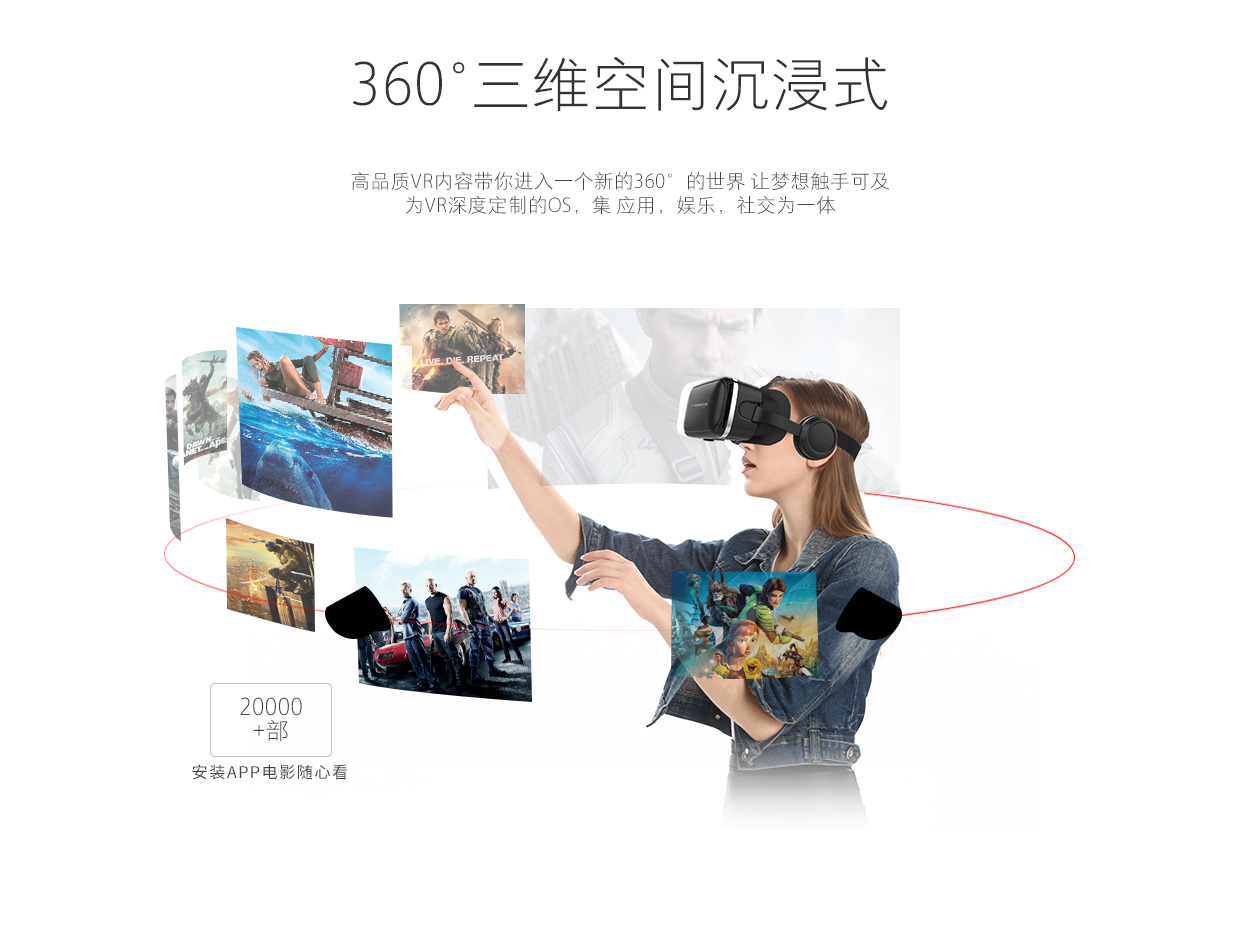 360°三维空间沉浸式
高品质VR内容带你进入一个新的360°的世界 让梦想触手可及
为VR深度定制的OS，集 应用，娱乐，社交为一体
LIVE. DIE. REPEAT
DAWN
20000
+部
安装APP电影随心看